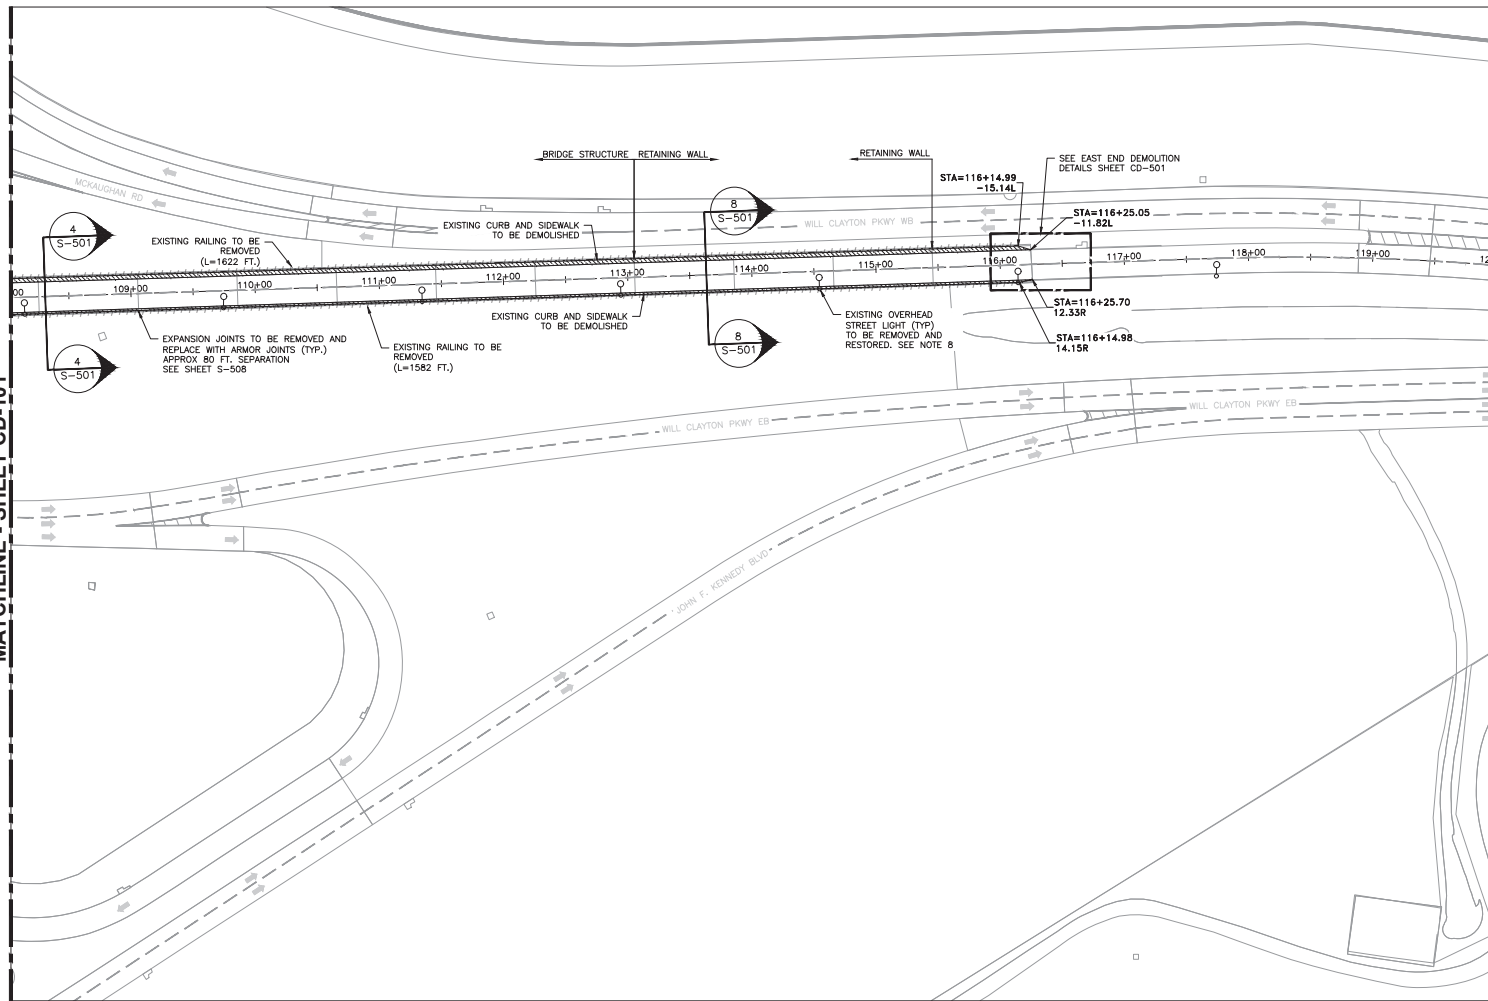 BRIDGE STRUCTURE
RETAINING WALL
RETAINING WALL
SEE EAST END DEMOLITION
DETAILS SHEET CD-501
STA=116+14.99
-15.14L
MCKAUGHAN RD
8
S-501
STA=116+25.05
-11.82L
4
S-501
EXISTING CURB AND SIDEWALK
TO BE DEMOLISHED
WILL CLAYTON PKWY WB
EXISTING RAILING TO BE
REMOVED
(L=1622 FT.)
109+00
110+00
111+00
112+00
113+00
114+00
115+00
116+00
117+00
118+00
119+00
EXISTING CURB AND SIDEWALK
TO BE DEMOLISHED
EXISTING OVERHEAD
STREET LIGHT (TYP)
TO BE REMOVED AND
RESTORED. SEE NOTE 8
STA=116+25.70
12.33R
STA=116+14.98
14.15R
EXPANSION JOINTS TO BE REMOVED AND
REPLACE WITH ARMOR JOINTS (TYP.)
APPROX 80 FT. SEPARATION
SEE SHEET S-508
EXISTING RAILING TO BE
REMOVED
(L=1582 FT.)
8
S-501
4
S-501
WILL CLAYTON PKWY EB
WILL CLAYTON PKWY EB
JOHN F. KENNEDY BLVD